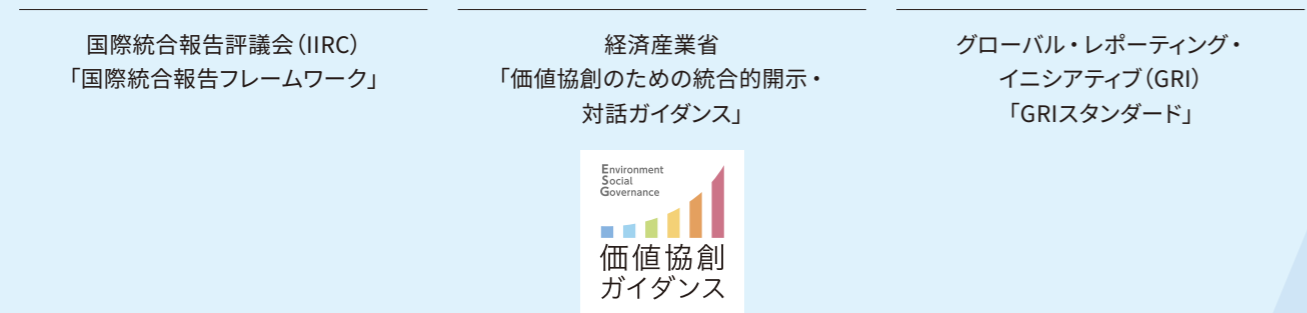 国際統合報告評議会（IIRC）
「国際統合報告フレームワーク」
経済産業省
「価値協創のための統合的開示・
対話ガイダンス」
Environment
Social
Governance
価値協創
ガイダンス
グローバル・レポーティング・
イニシアティブ（GRI）
「GRIスタンダード」